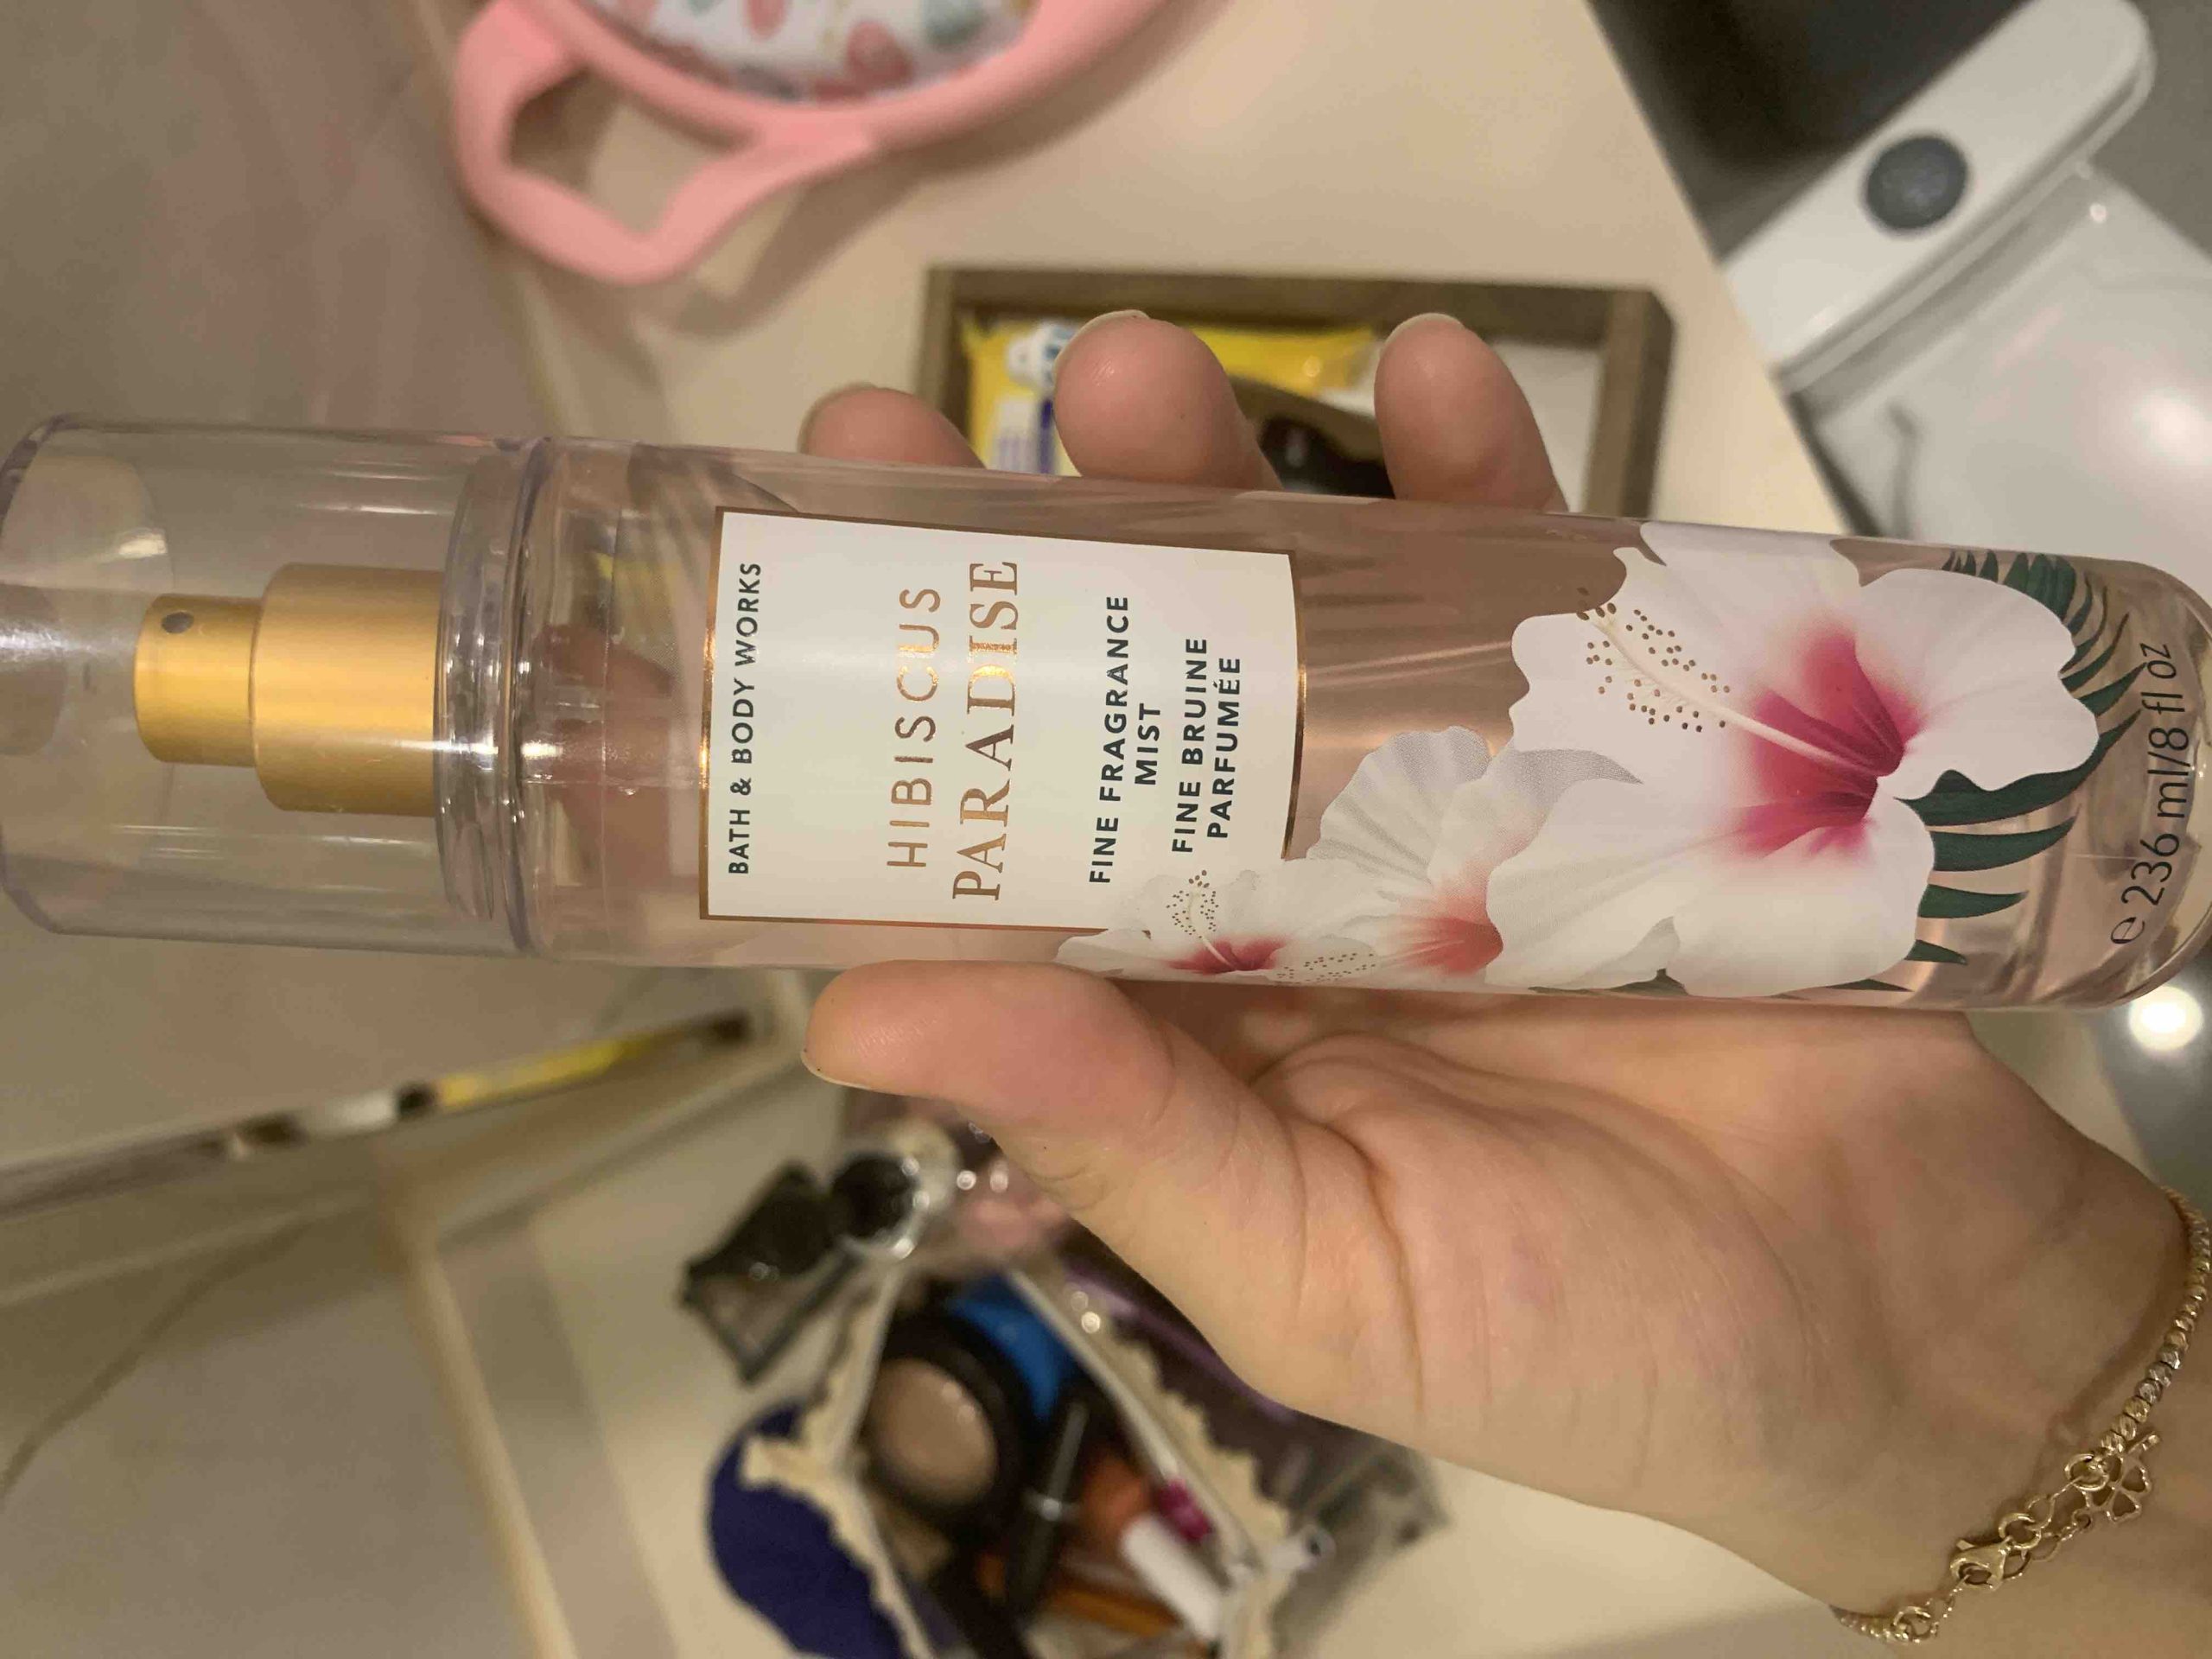 BATH & BODY WORKS
HIBISCUS
PARADISE
FINE FRAGRANCE
MIST
FINE BRUINE
PARFUMÉE
e 236 ml/8 fl oz